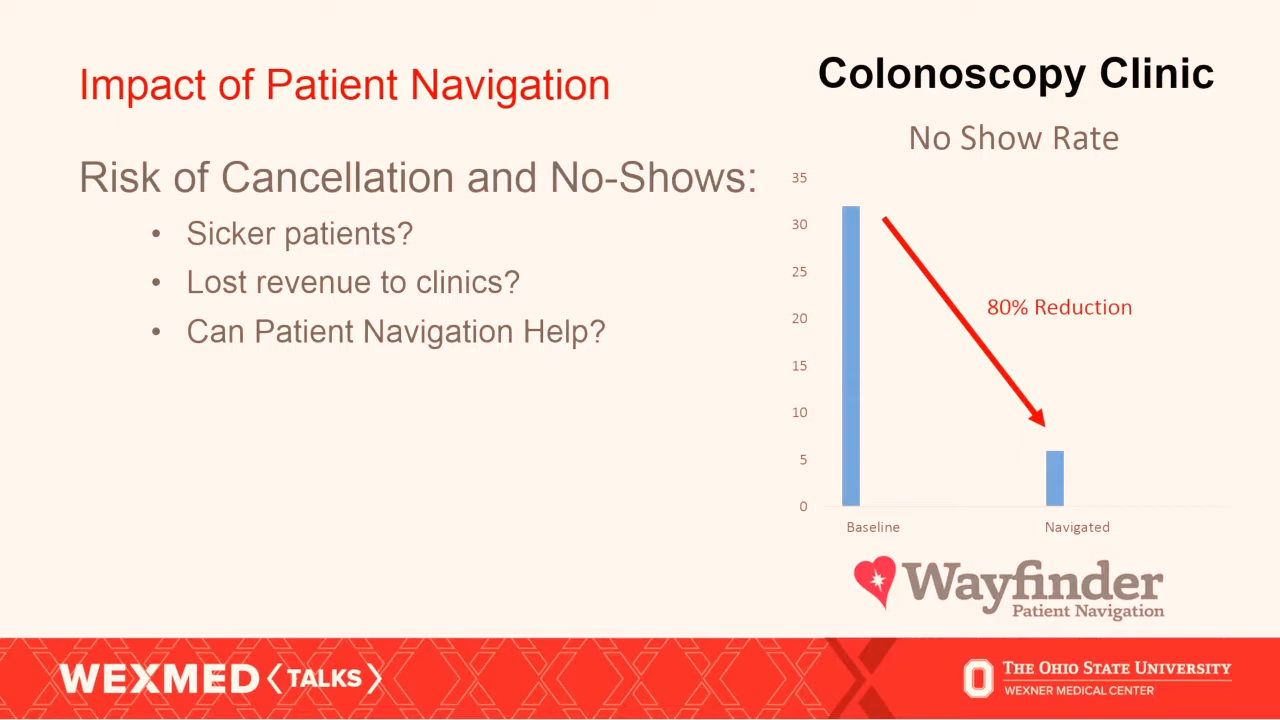 Impact of Patient Navigation
Risk of Cancellation and No-Shows:
• Sicker patients?
• Lost revenue to clinics?
• Can Patient Navigation Help?
Colonoscopy Clinic
No Show Rate
35
30
25
20
15
10
5
0
80% Reduction
Baseline
Navigated
Wayfinder
Patient Navigation
WEXMED TALKS
THE OHIO STATE UNIVERSITY
WEXNER MEDICAL CENTER